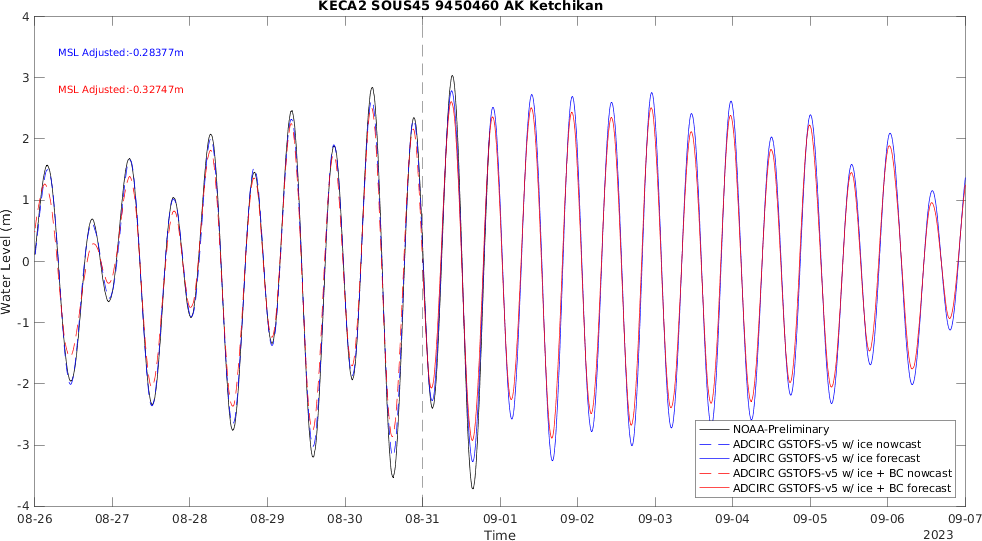 KECA2 SOUS45 9450460 AK Ketchikan
MSL Adjusted:-0.28377m
MSL Adjusted:-0.32747m
Water Level (m)
4
3
2
1
0
-1
-2
-3
-4
NOAA-Preliminary
ADCIRC GSTOFS-v5 w/ ice nowcast
ADCIRC GSTOFS-v5 w/ ice forecast
ADCIRC GSTOFS-v5 w/ ice + BC nowcast
ADCIRC GSTOFS-v5 w/ ice + BC forecast
08-26 08-27 08-28 08-29 08-30 08-31 09-01 09-02 09-03 09-04 09-05 09-06 09-07
Time
2023